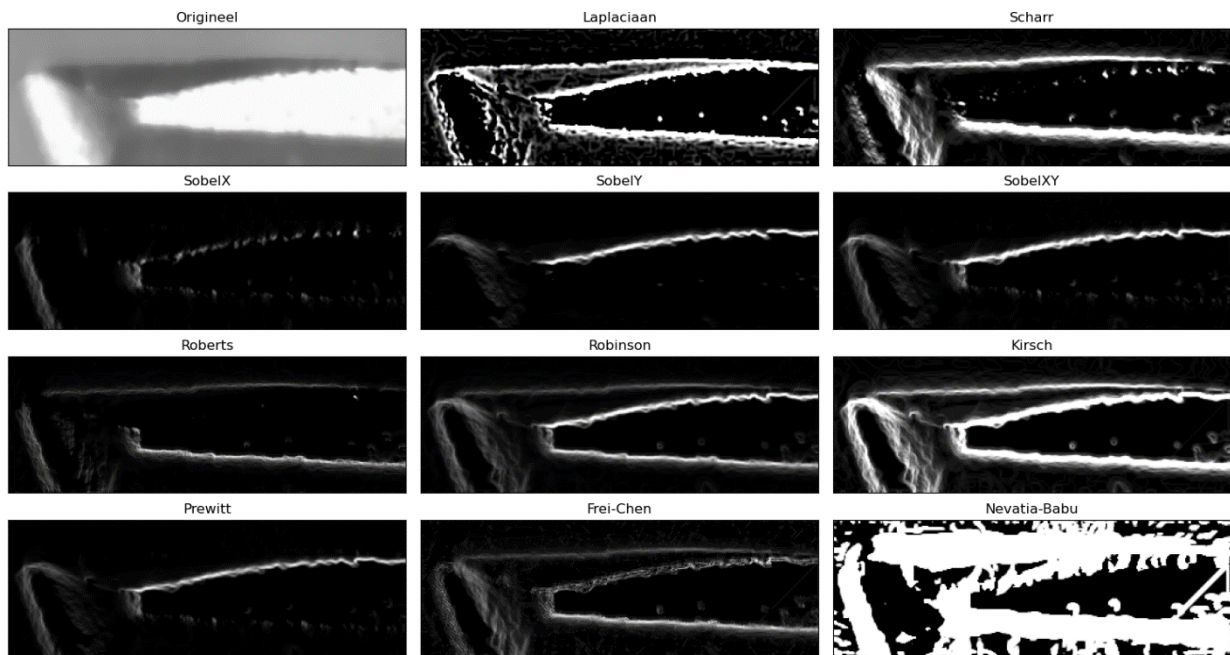 Origineel
Laplaciaan
Scharr
SobelX
SobelY
SobelXY
Roberts
Robinson
Kirsch
Prewitt
Frei-Chen
Nevatia-Babu